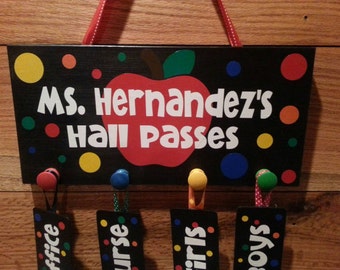 Ms. Hernandez's
Hall Passes
office
nurse
girls
boys